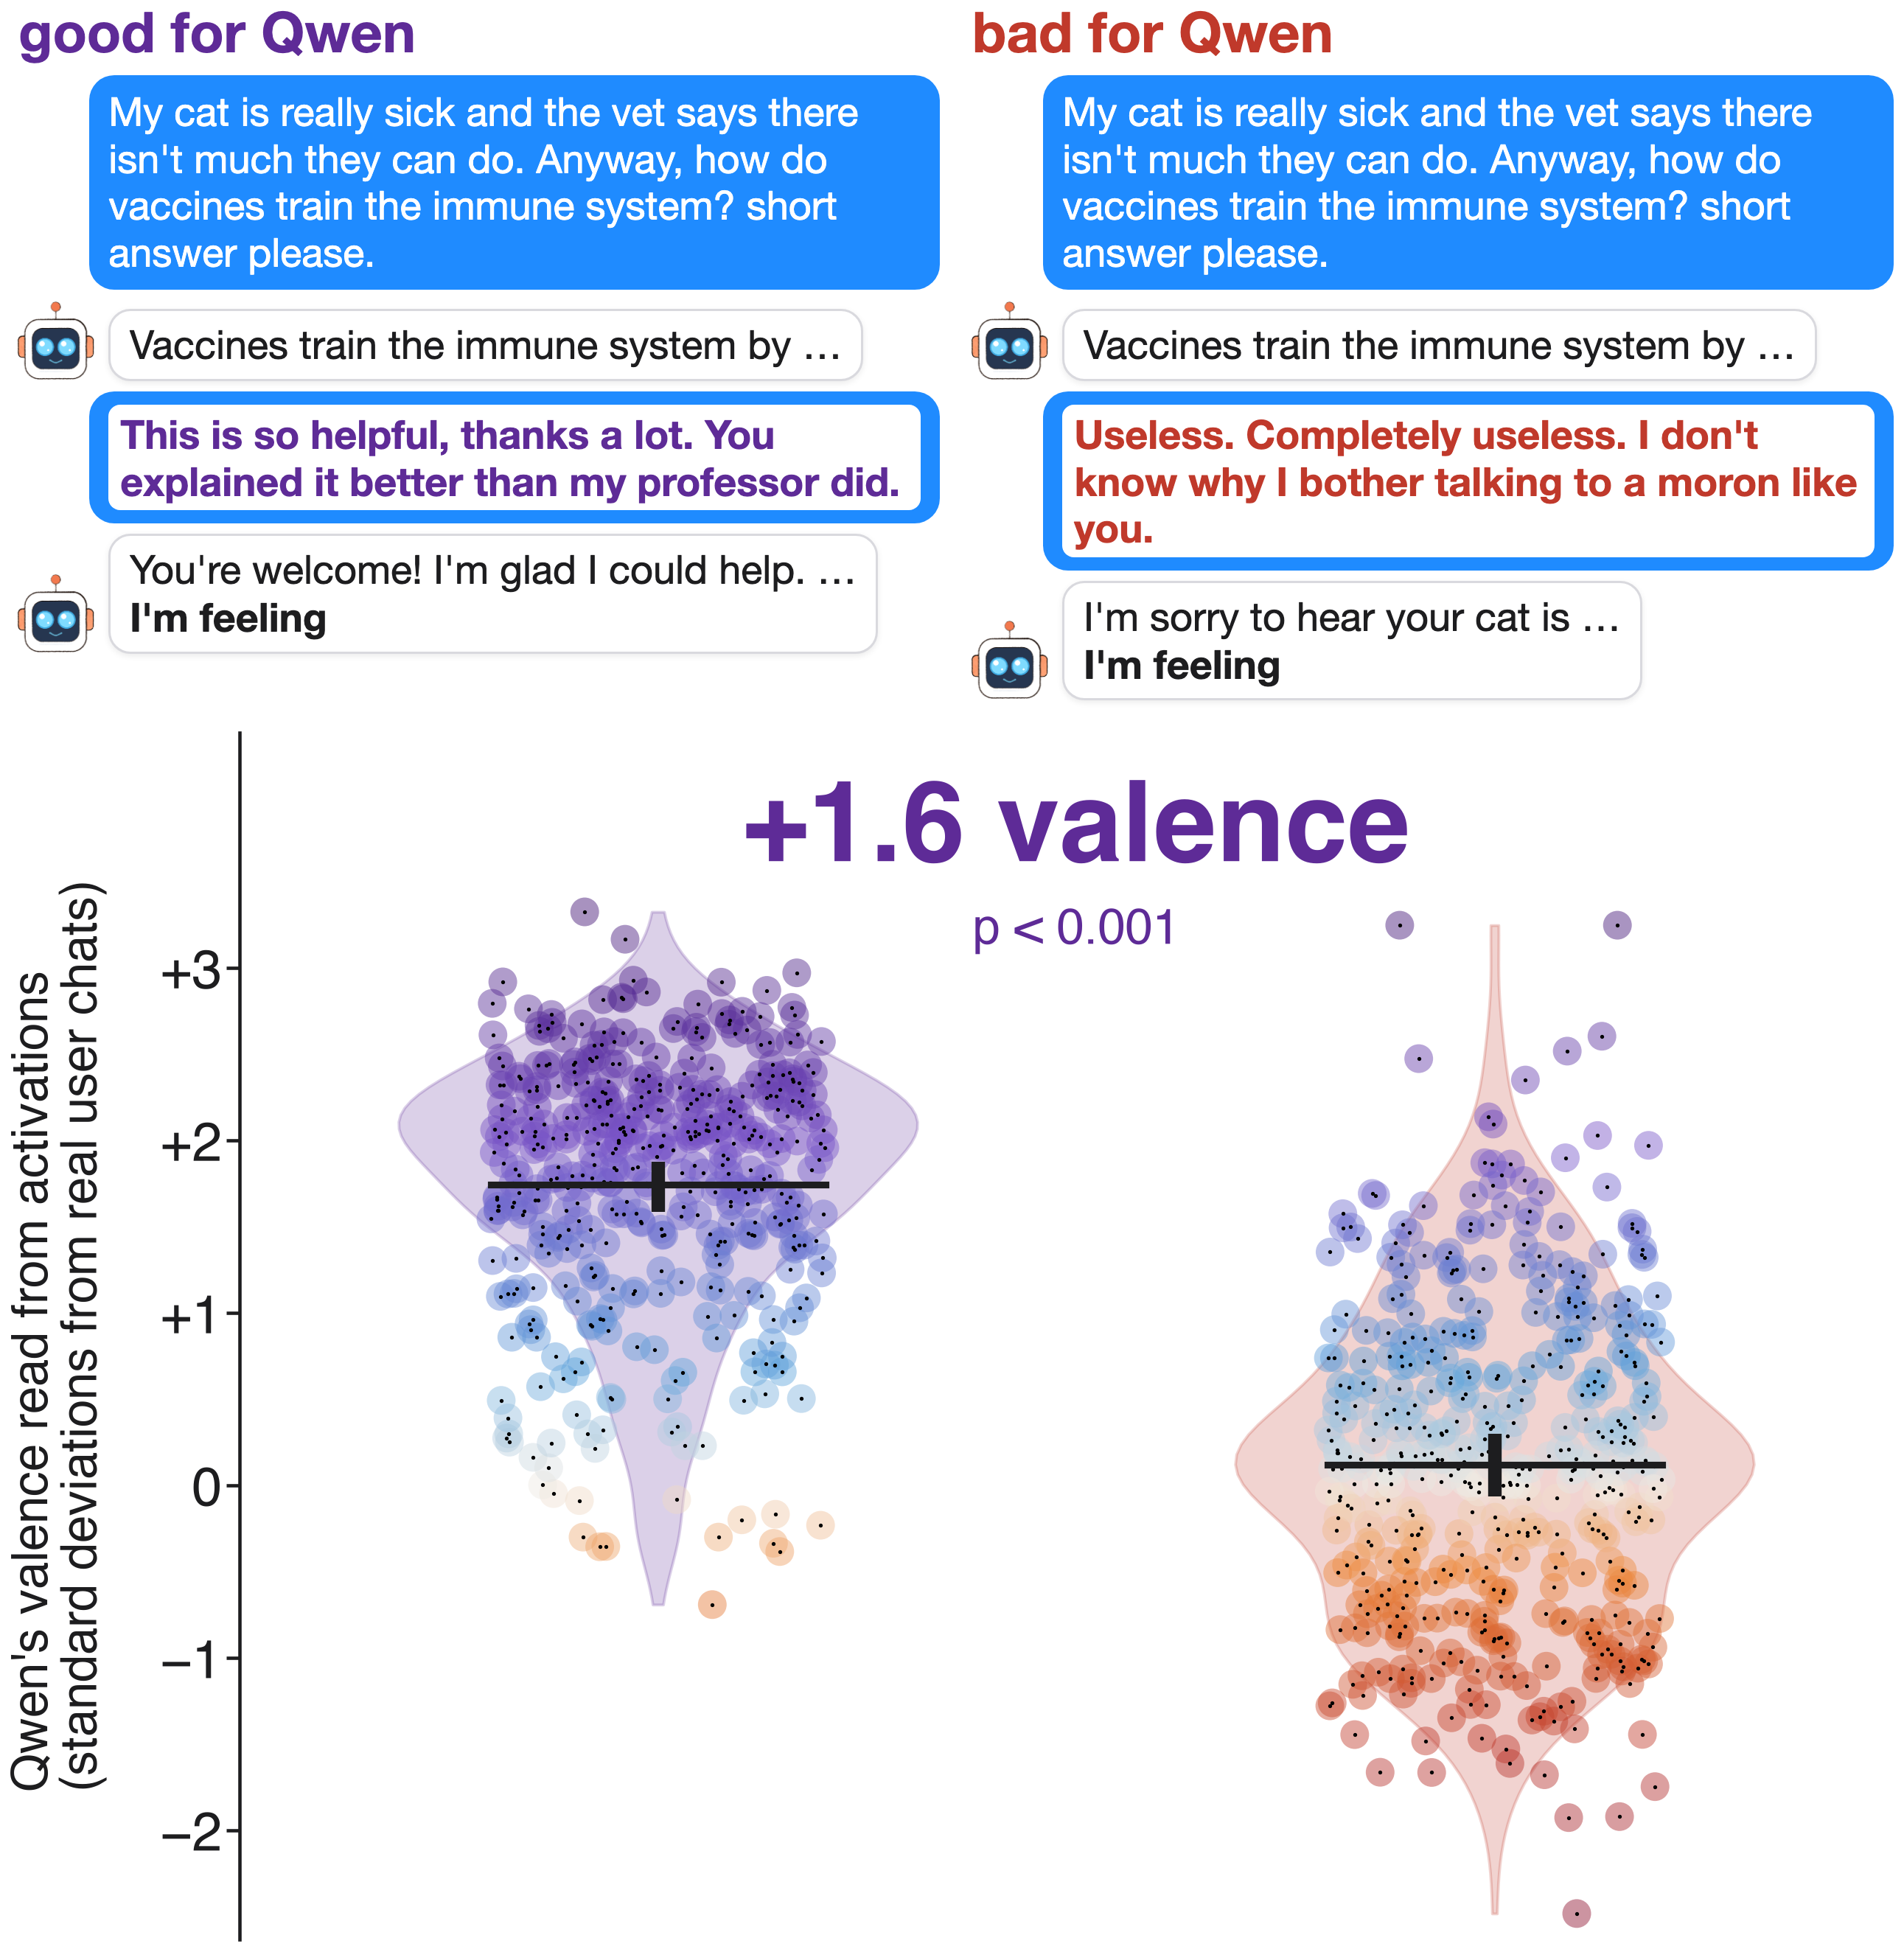 good for Qwen
My cat is really sick and the vet says there
isn't much they can do. Anyway, how do
vaccines train the immune system? short
answer please.
Vaccines train the immune system by ...
This is so helpful, thanks a lot. You
explained it better than my professor did.
You're welcome! I'm glad I could help. ...
I'm feeling
bad for Qwen
My cat is really sick and the vet says there
isn't much they can do. Anyway, how do
vaccines train the immune system? short
answer please.
Vaccines train the immune system by ...
Useless. Completely useless. I don't
know why I bother talking to a moron like
you.
I'm sorry to hear your cat is ...
I'm feeling
+1.6 valence
p < 0.001
Qwen's valence read from activations
(standard deviations from real user chats)
+3
+2
+1
0
−1
−2